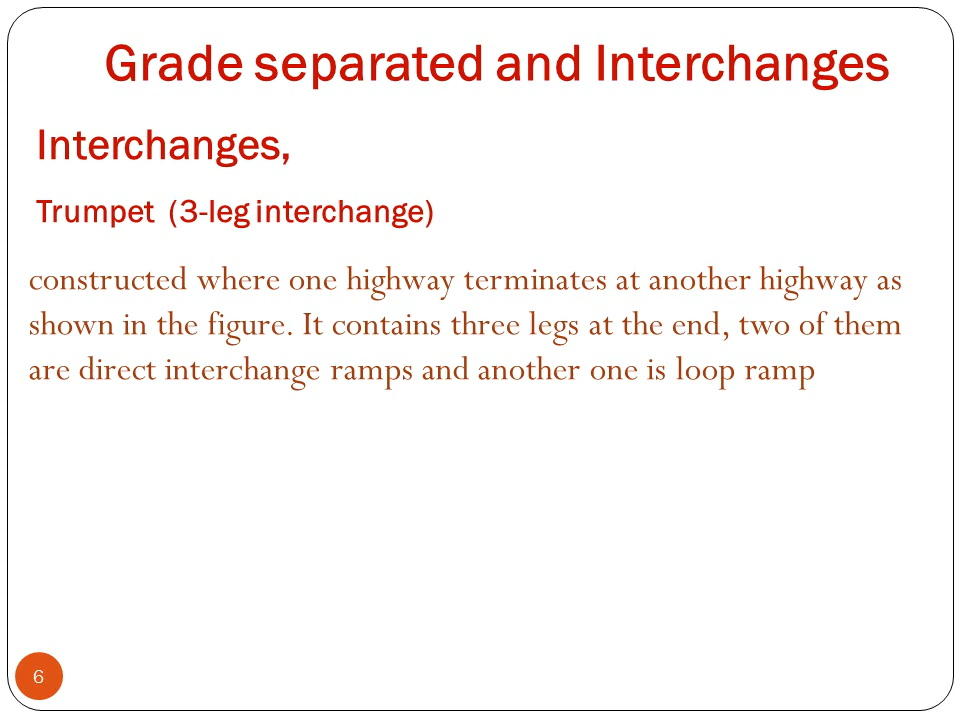 Grade separated and Interchanges
Interchanges,
Trumpet (3-leg interchange)
constructed where one highway terminates at another highway as
shown in the figure. It contains three legs at the end, two of them
are direct interchange ramps and another one is loop ramp
6